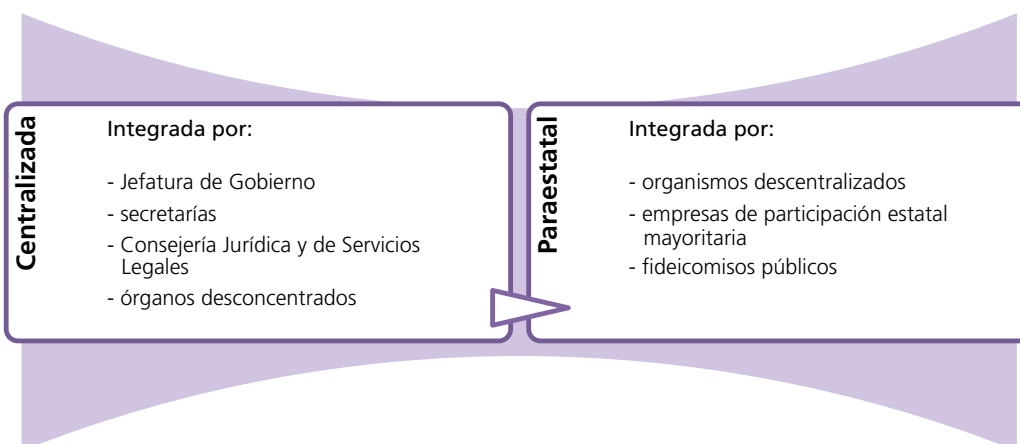 Centralizada
Integrada por:
- Jefatura de Gobierno
- secretarías
- Consejería Jurídica y de Servicios
Legales
- órganos desconcentrados
Paraestatal
Integrada por:
- organismos descentralizados
- empresas de participación estatal
mayoritaria
- fideicomisos públicos